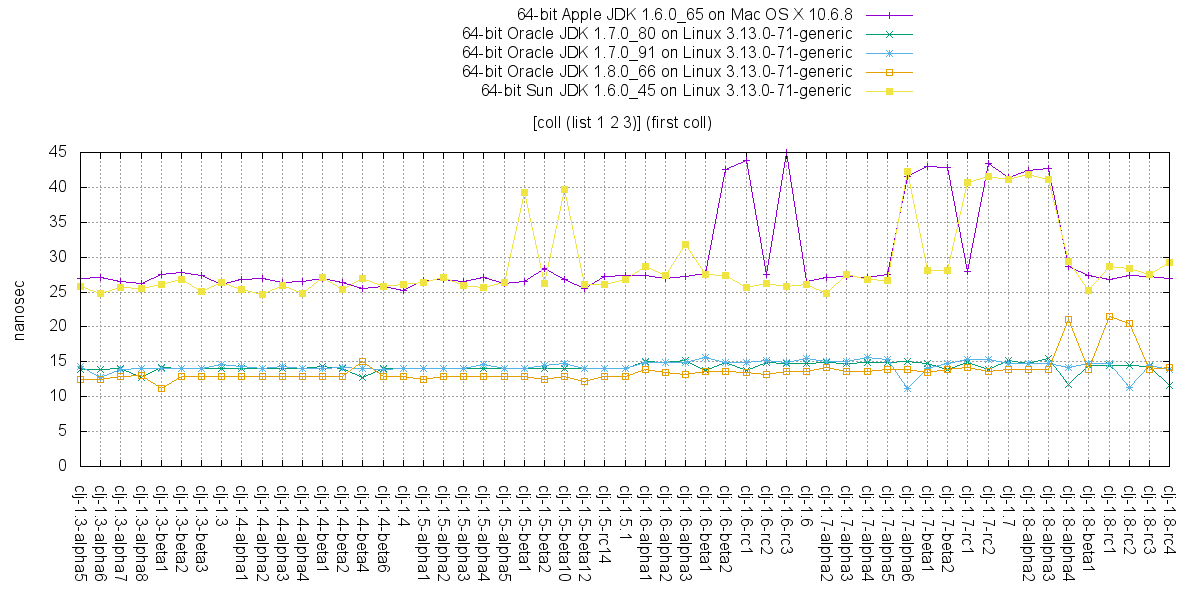 64-bit Apple JDK 1.6.0_65 on Mac OS X 10.6.8
64-bit Oracle JDK 1.7.0_80 on Linux 3.13.0-71-generic
64-bit Oracle JDK 1.7.0_91 on Linux 3.13.0-71-generic
64-bit Oracle JDK 1.8.0_66 on Linux 3.13.0-71-generic
64-bit Sun JDK 1.6.0_45 on Linux 3.13.0-71-generic
[coll (list 1 2 3)] (first coll)
45
40
35
30
25
20
15
10
5
0
nanosec
clj-1.3-alpha5
clj-1.3-alpha6
clj-1.3-alpha7
clj-1.3-alpha8
clj-1.3-beta1
clj-1.3-beta2
clj-1.3-beta3
clj-1.3
clj-1.4-alpha1
clj-1.4-alpha2
clj-1.4-alpha3
clj-1.4-alpha4
clj-1.4-beta1
clj-1.4-beta2
clj-1.4-beta4
clj-1.4-beta6
clj-1.4
clj-1.5-alpha1
clj-1.5-alpha2
clj-1.5-alpha3
clj-1.5-alpha4
clj-1.5-alpha5
clj-1.5-beta1
clj-1.5-beta2
clj-1.5-beta10
clj-1.5-beta12
clj-1.5-rc14
clj-1.5.1
clj-1.6-alpha1
clj-1.6-alpha2
clj-1.6-alpha3
clj-1.6-beta1
clj-1.6-beta2
clj-1.6-rc1
clj-1.6-rc2
clj-1.6-rc3
clj-1.6
clj-1.7-alpha2
clj-1.7-alpha3
clj-1.7-alpha4
clj-1.7-alpha5
clj-1.7-alpha6
clj-1.7-beta1
clj-1.7-beta2
clj-1.7-rc1
clj-1.7-rc2
clj-1.7
clj-1.8-alpha2
clj-1.8-alpha3
clj-1.8-alpha4
clj-1.8-beta1
clj-1.8-rc1
clj-1.8-rc2
clj-1.8-rc3
clj-1.8-rc4